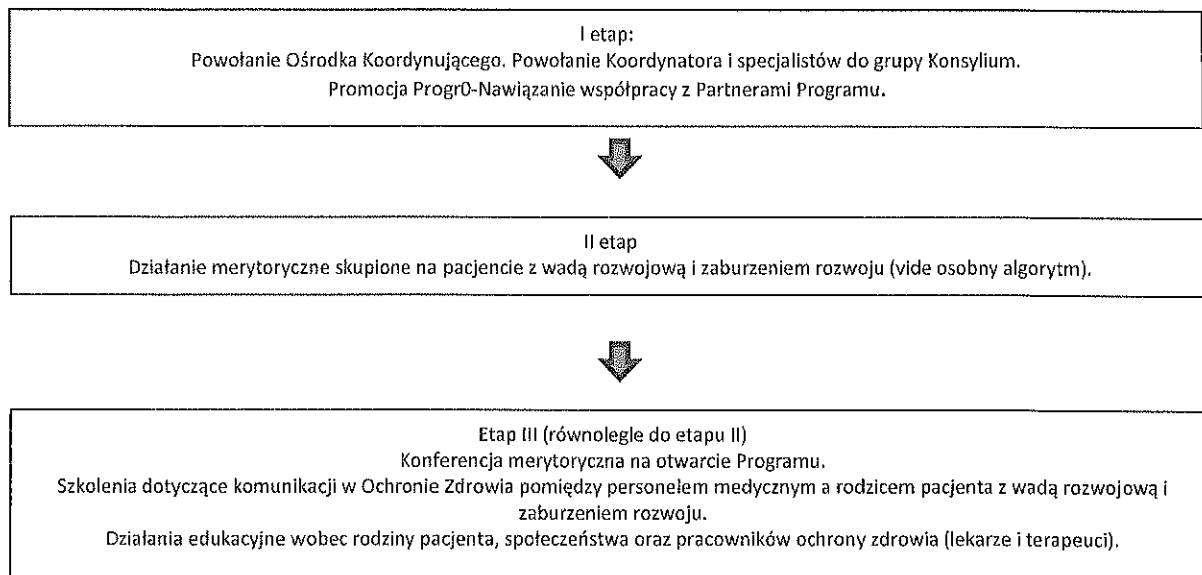 I etap:
Powołanie Ośrodka Koordynującego. Powołanie Koordynatora i specjalistów do grupy Konsylium.
Promocja Progr0-Nawiązanie współpracy z Partnerami Programu.
II etap
Działanie merytoryczne skupione na pacjencie z wadą rozwojową i zaburzeniem rozwoju (vide osobny algorytm).
Etap III (równolegle do etapu II)
Konferencja merytoryczna na otwarcie Programu.
Szkolenia dotyczące komunikacji w Ochronie Zdrowia pomiędzy personelem medycznym a rodzicem pacjenta z wadą rozwojową i
zaburzeniem rozwoju.
Działania edukacyjne wobec rodziny pacjenta, społeczeństwa oraz pracowników ochrony zdrowia (lekarze i terapeuci).